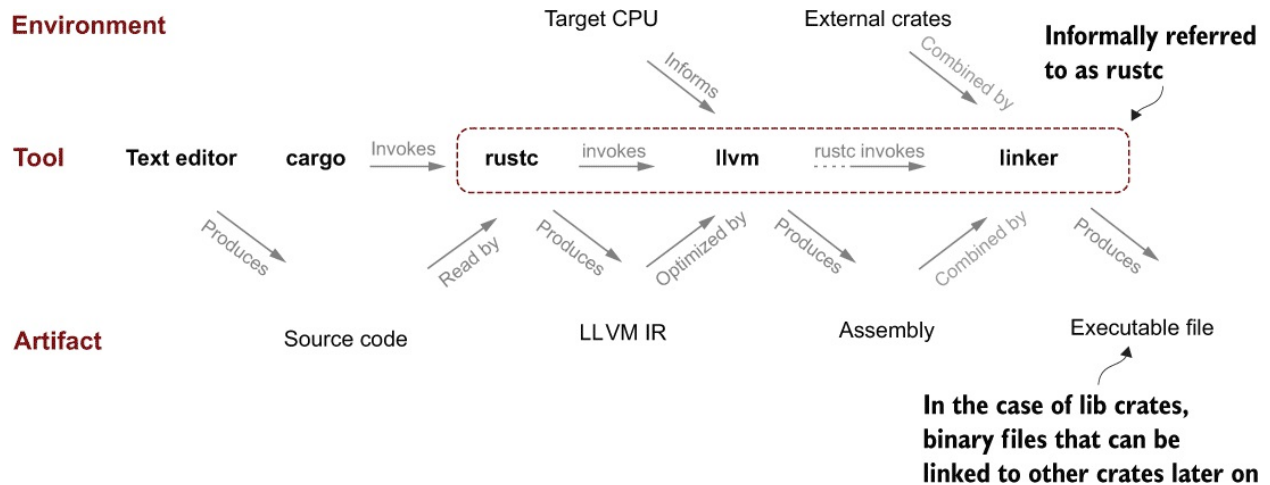 Environment
Target CPU
External crates
Informally referred
to as rustc
Informs
Combined by
Tool
Text editor
cargo
Invokes
rustc
invokes
llvm
rustc invokes
linker
Produces
Read by
Produces
Optimized by
Produces
Combined by
Produces
Artifact
Source code
LLVM IR
Assembly
Executable file
In the case of lib crates,
binary files that can be
linked to other crates later on